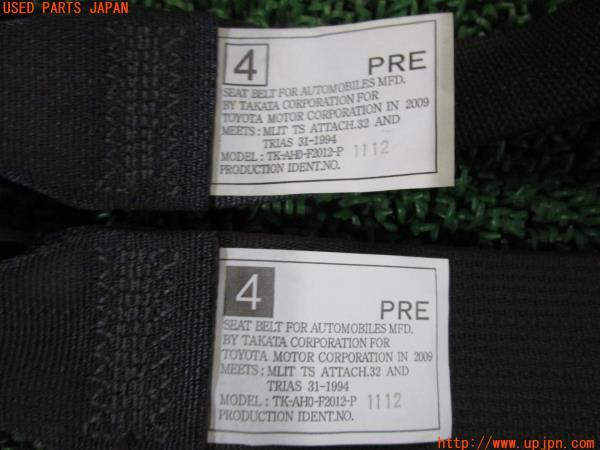 USED PARTS JAPAN
4 PRE
SEAT BELT FOR AUTOMOBILES MFD.
BY TAKATA CORPORATION FOR
TOYOTA MOTOR CORPORATION IN 2009
MEETS : MLIT TS ATTACH.32 AND
TRIAS 31-1994
MODEL : TK-AH0-F2012-P 1112
PRODUCTION IDENT.NO.
4 PRE
SEAT BELT FOR AUTOMOBILES MFD.
BY TAKATA CORPORATION FOR
TOYOTA MOTOR CORPORATION IN 2009
MEETS : MLIT TS ATTACH.32 AND
TRIAS 31-1994
MODEL : TK-AH0-F2012-P 1112
PRODUCTION IDENT.NO.
http://www.upjpn.com/